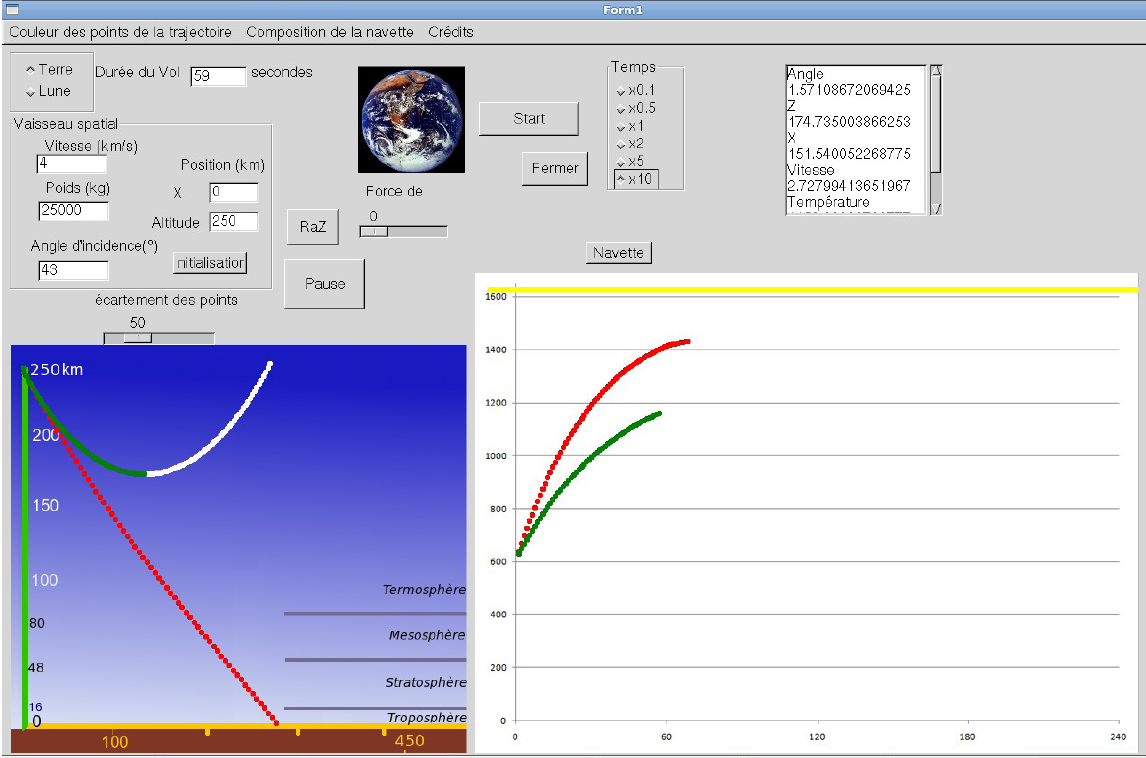 Form1
Couleur des points de la trajectoire Composition de la navette Crédits
Terre
Lune
Durée du Vol 59 secondes
Vaisseau spatial
Vitesse (km/s)
4
Poids (kg)
25000
Angle d'incidence(°)
43
Position (km)
X 0
Altitude 250
nitialisation
écartement des points
50
Force de
0
RaZ
Pause
Start
Fermer
Temps
x0.1
x0.5
x1
x2
x5
x10
Angle
1.57108672069425
Z
174.735003866253
X
151.540052268775
Vitesse
2.72799413651967
Température
Navette
250km
200
150
100
80
48
16
0
Termosphère
Mesosphère
Stratosphère
Troposphère
100 450
1600
1400
1200
1000
800
600
400
200
0
0 60 120 180 240